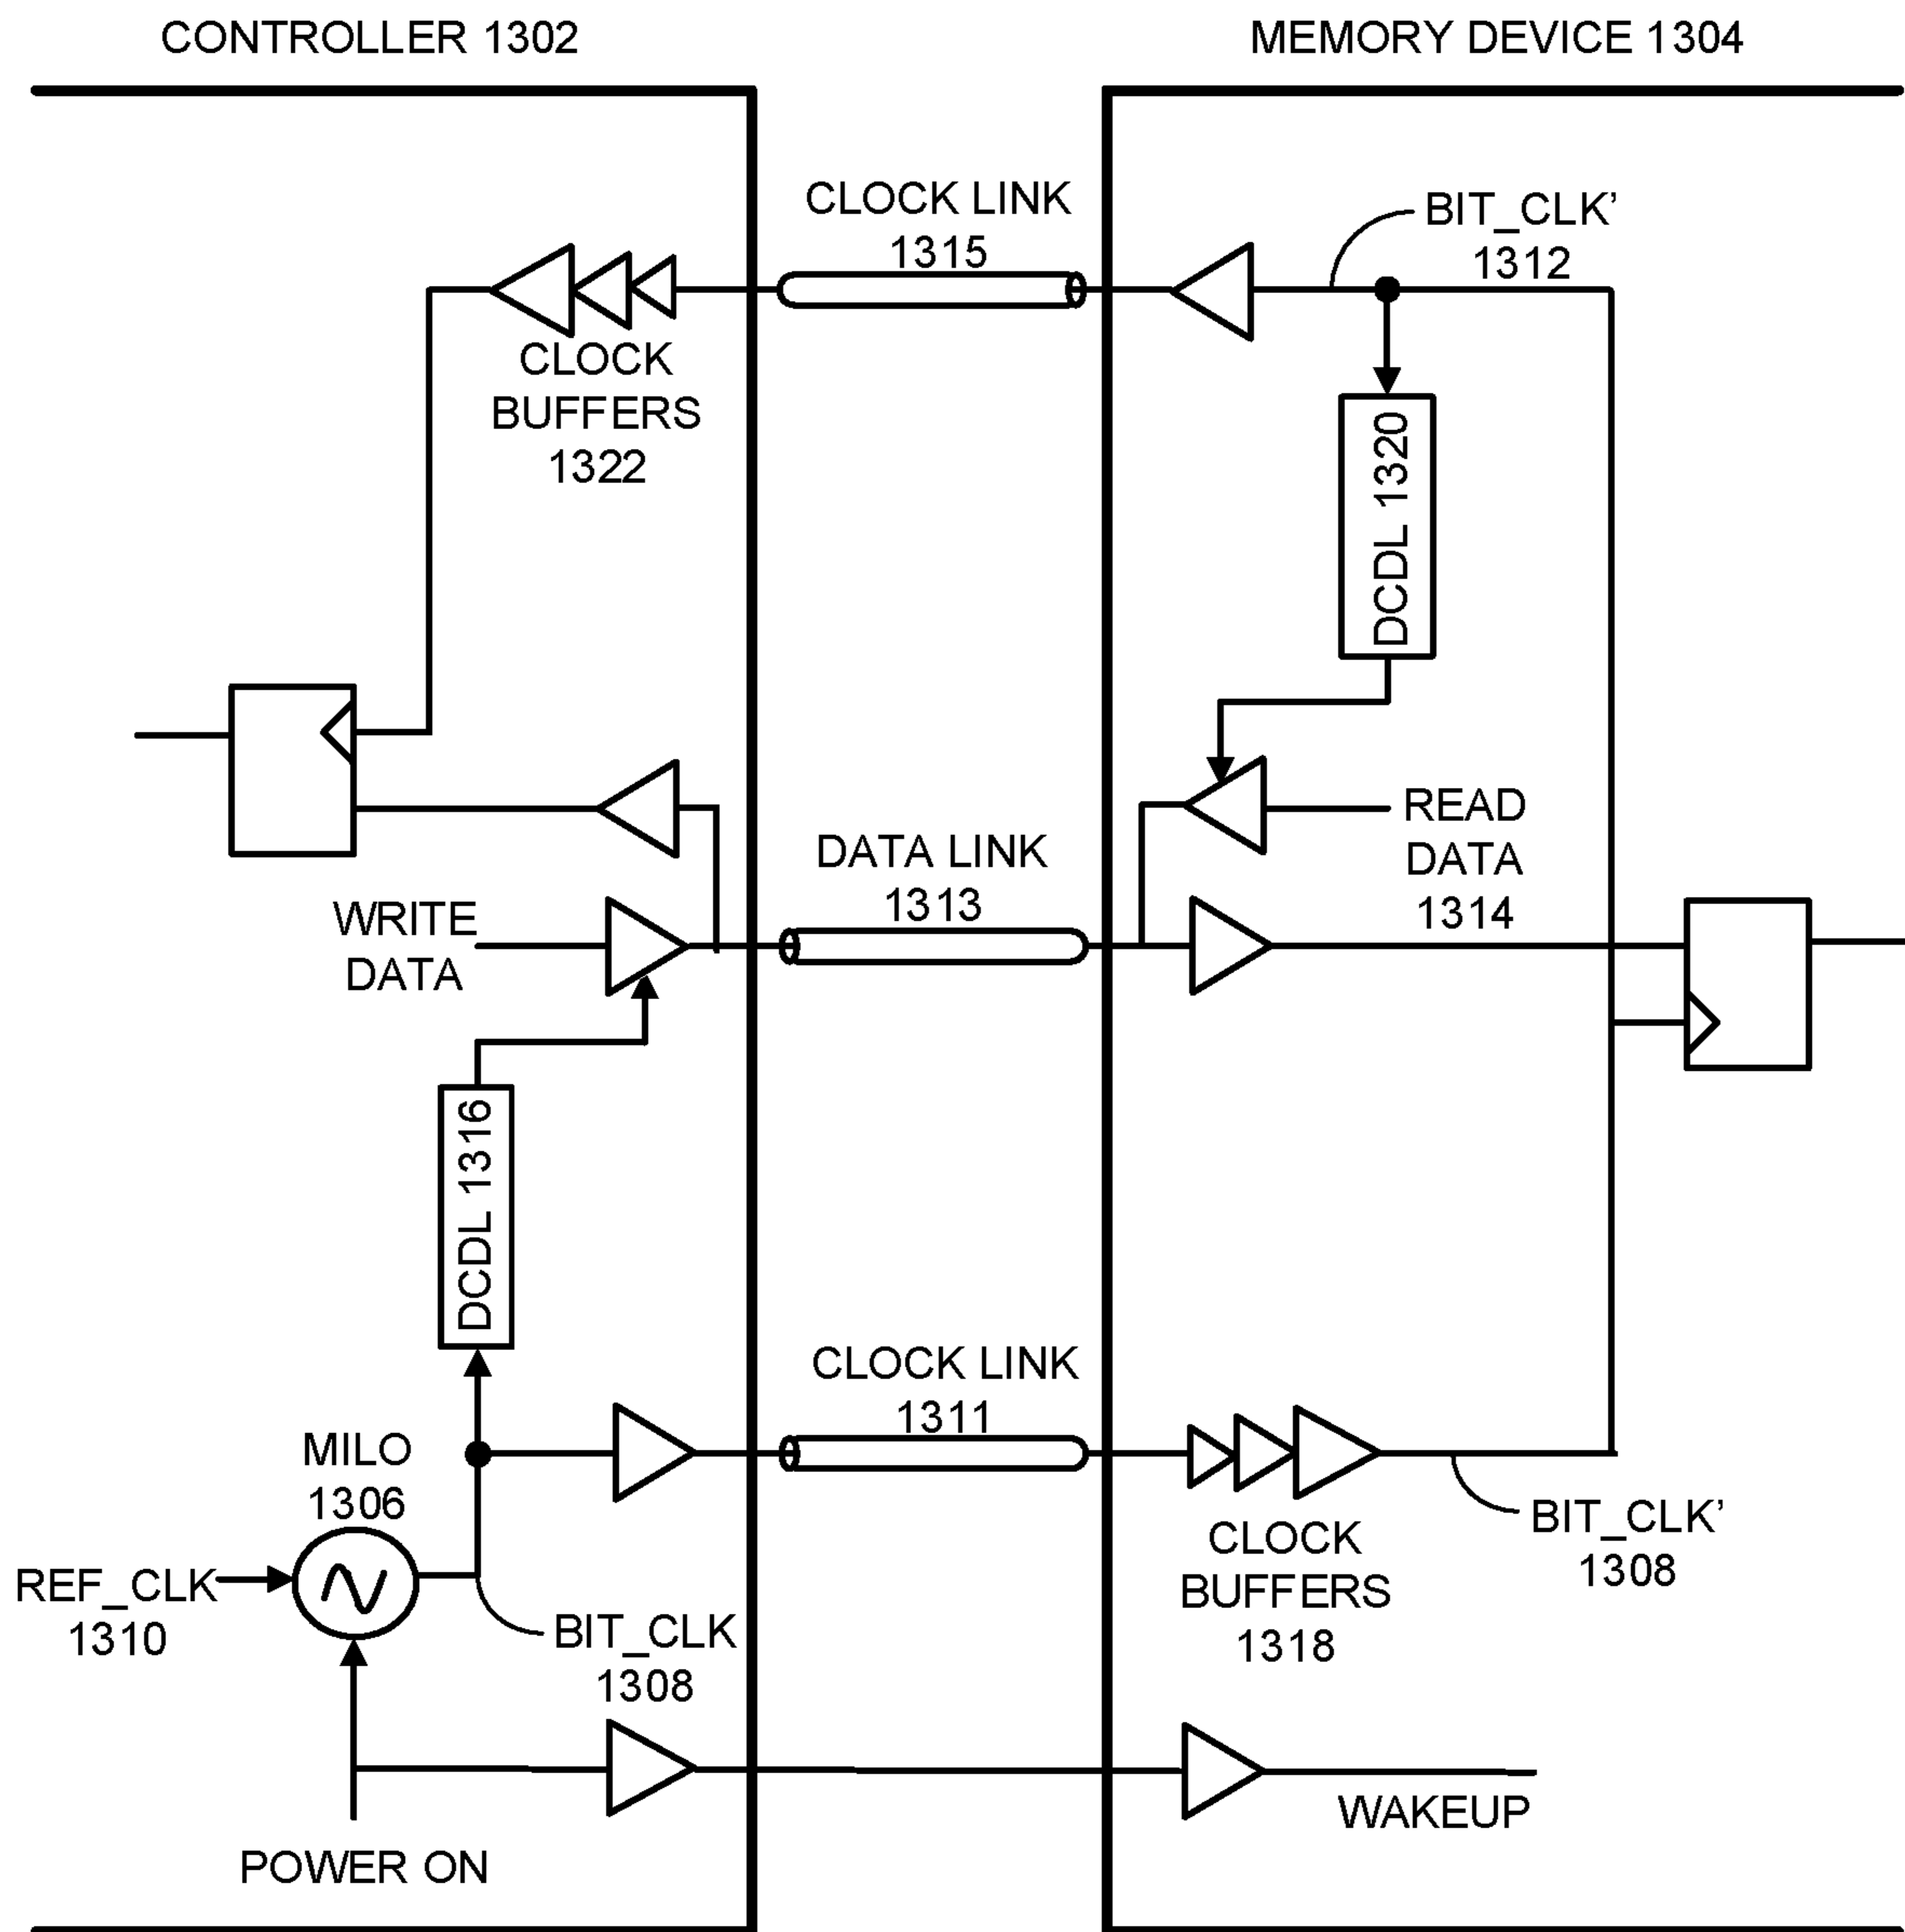 CONTROLLER 1302
MEMORY DEVICE 1304
CLOCK LINK
1315
BIT_CLK’
1312
CLOCK
BUFFERS
1322
DCDL 1320
READ
DATA
1314
DATA LINK
1313
WRITE
DATA
DCDL 1316
CLOCK LINK
1311
MILO
1306
REF_CLK
1310
BIT_CLK
1308
CLOCK
BUFFERS
1318
BIT_CLK’
1308
WAKEUP
POWER ON